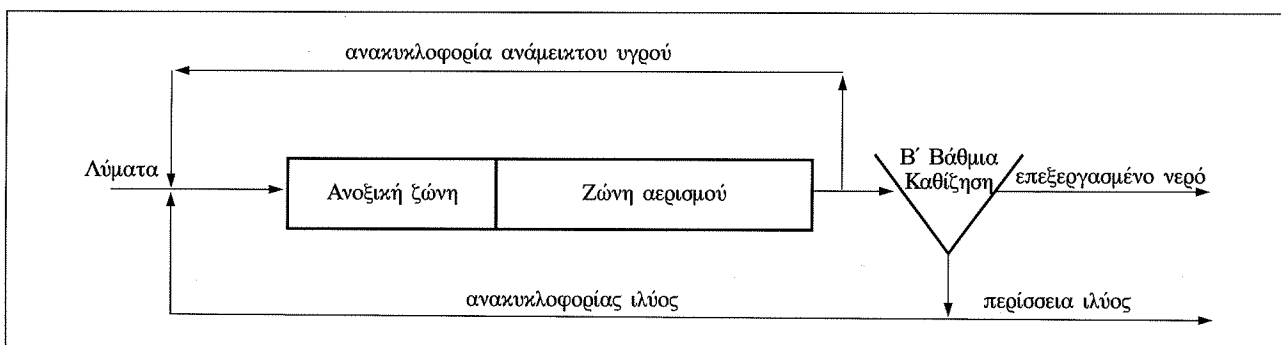 ανακυκλοφορία ανάμεικτου υγρού
Λύματα
Ανοξική ζώνη
Ζώνη αερισμού
Β΄ Βάθμια
Καθίζηση
επεξεργασμένο νερό
ανακυκλοφορίας ιλύος
περίσσεια ιλύος